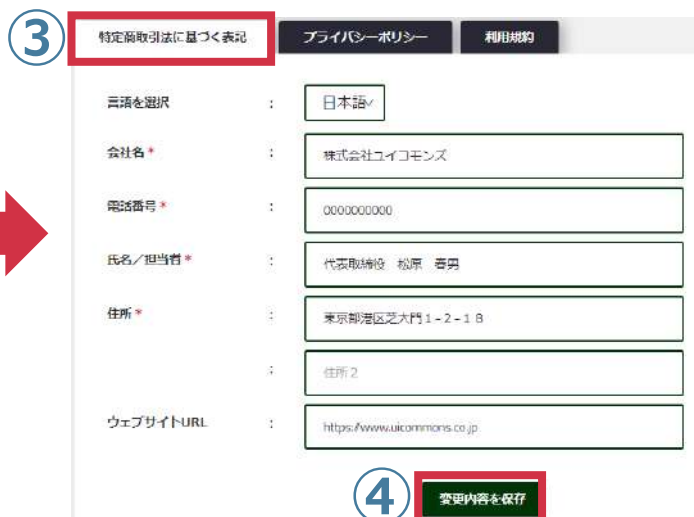 ③ 特定商取引法に基づく表記 プライバシーポリシー 利用規約
言語を選択 : 日本語
会社名* : 株式会社ユイコモンズ
電話番号* : 0000000000
氏名/担当者* : 代表取締役 松原 春男
住所* : 東京都港区芝大門1-2-18
: 住所2
ウェブサイトURL : https://www.uicommons.co.jp
④ 変更内容を保存